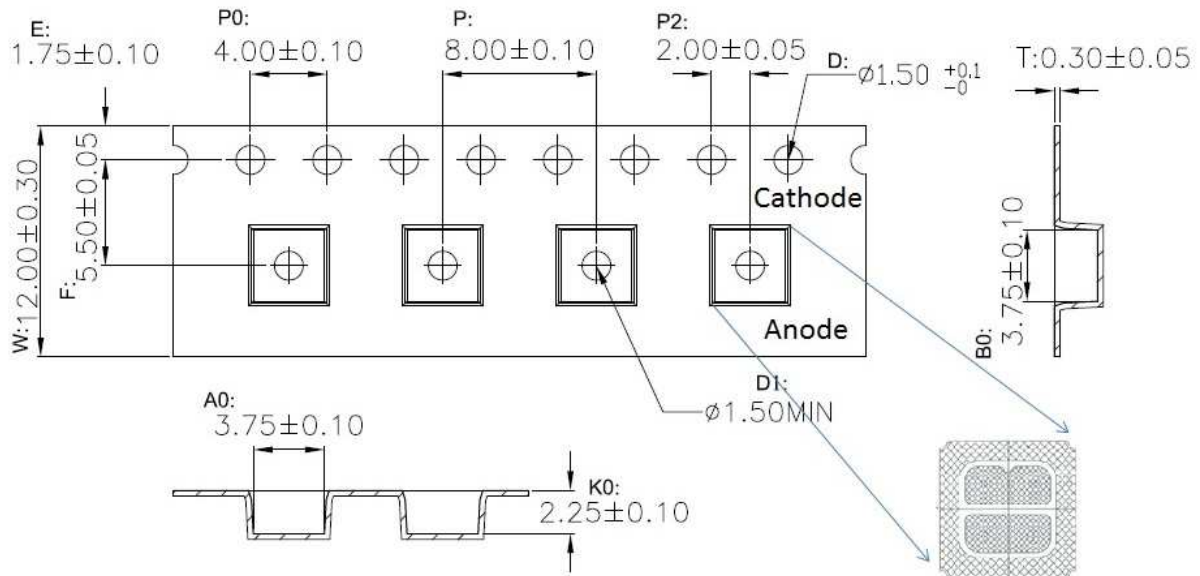 E:
1.75±0.10
P0:
4.00±0.10
P:
8.00±0.10
P2:
2.00±0.05
D: ⌀1.50 +0.1
-0
T:0.30±0.05
W:12.00±0.30
F:5.50±0.05
Cathode
Anode
B0:
3.75±0.10
D1:
⌀1.50MIN
A0:
3.75±0.10
K0:
2.25±0.10